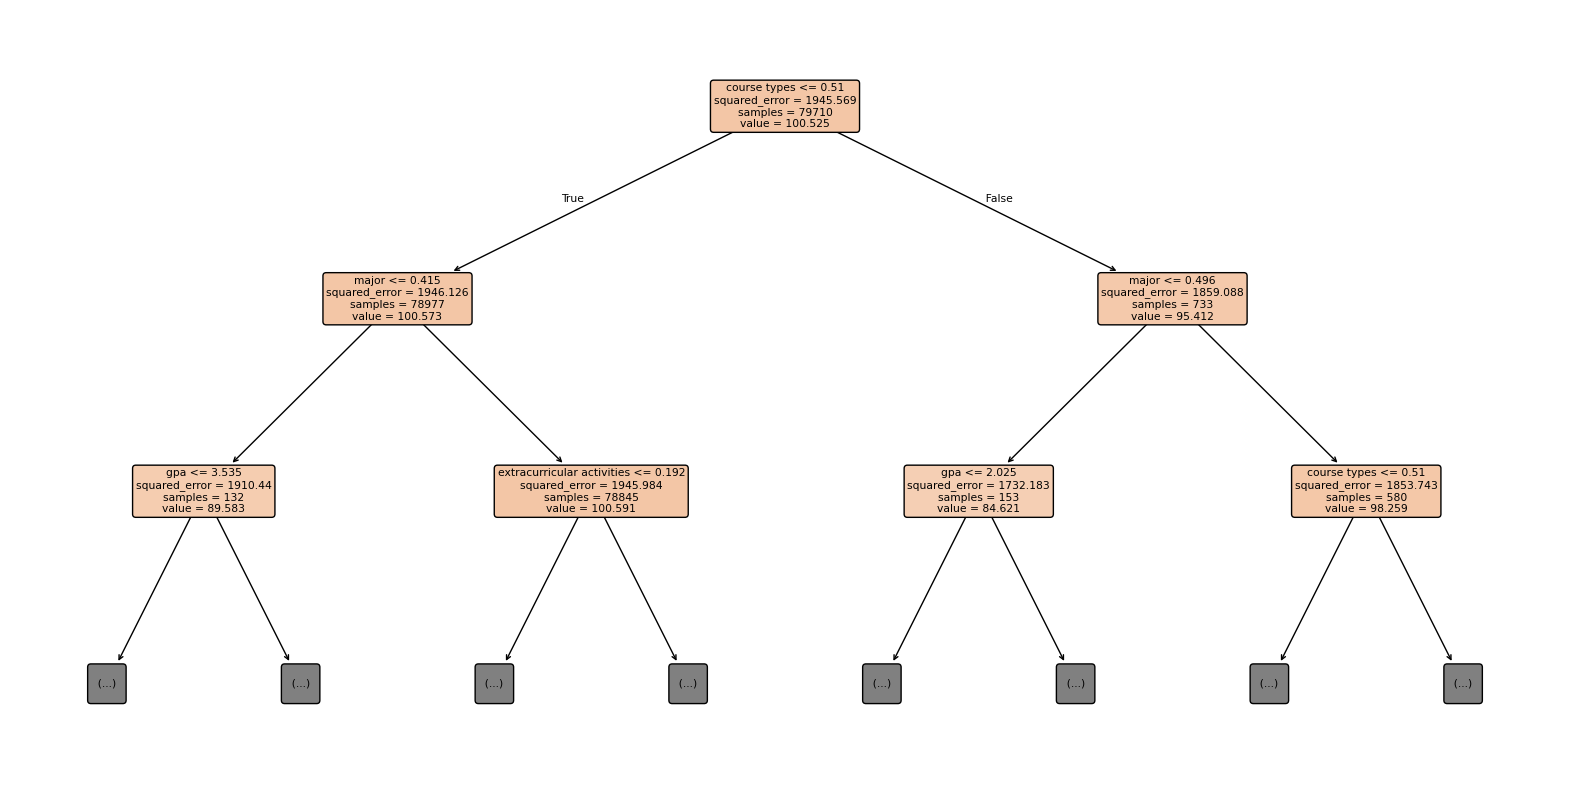 course types <= 0.51
squared_error = 1945.569
samples = 79710
value = 100.525
True
False
major <= 0.415
squared_error = 1946.126
samples = 78977
value = 100.573
major <= 0.496
squared_error = 1859.088
samples = 733
value = 95.412
gpa <= 3.535
squared_error = 1910.44
samples = 132
value = 89.583
extracurricular activities <= 0.192
squared_error = 1945.984
samples = 78845
value = 100.591
gpa <= 2.025
squared_error = 1732.183
samples = 153
value = 84.621
course types <= 0.51
squared_error = 1853.743
samples = 580
value = 98.259
(...)
(...)
(...)
(...)
(...)
(...)
(...)
(...)